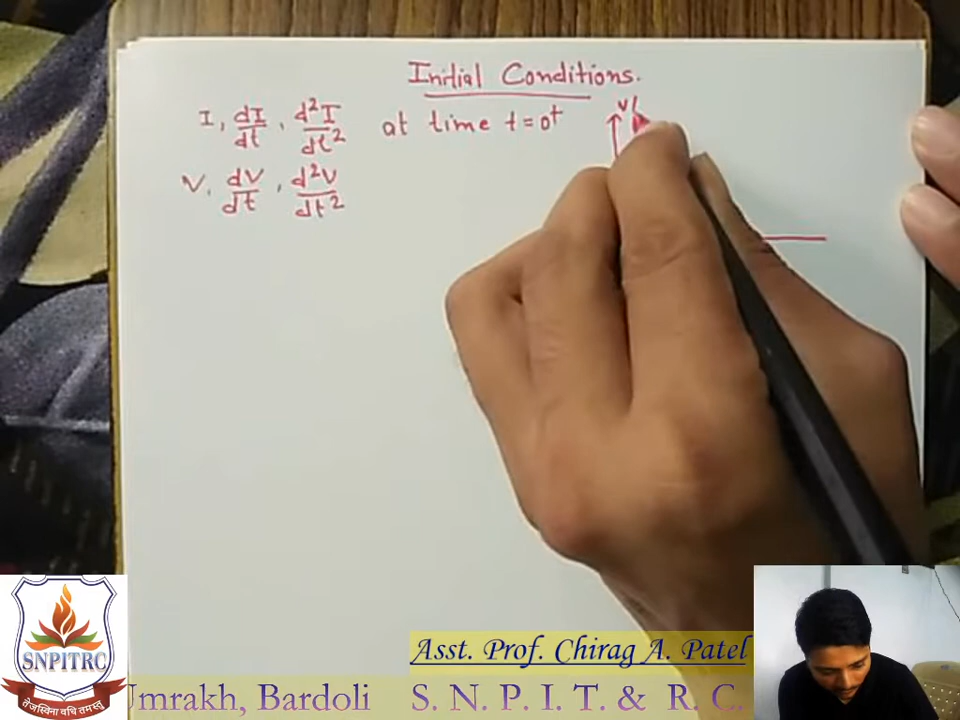 Initial Conditions.
I, dI/dt, d²I/dt² at time t=0⁺
V, dV/dt, d²V/dt²
V/
SNPITRC
Asst. Prof. Chirag A. Patel
Umrakh, Bardoli S. N. P. I. T. & R. C.